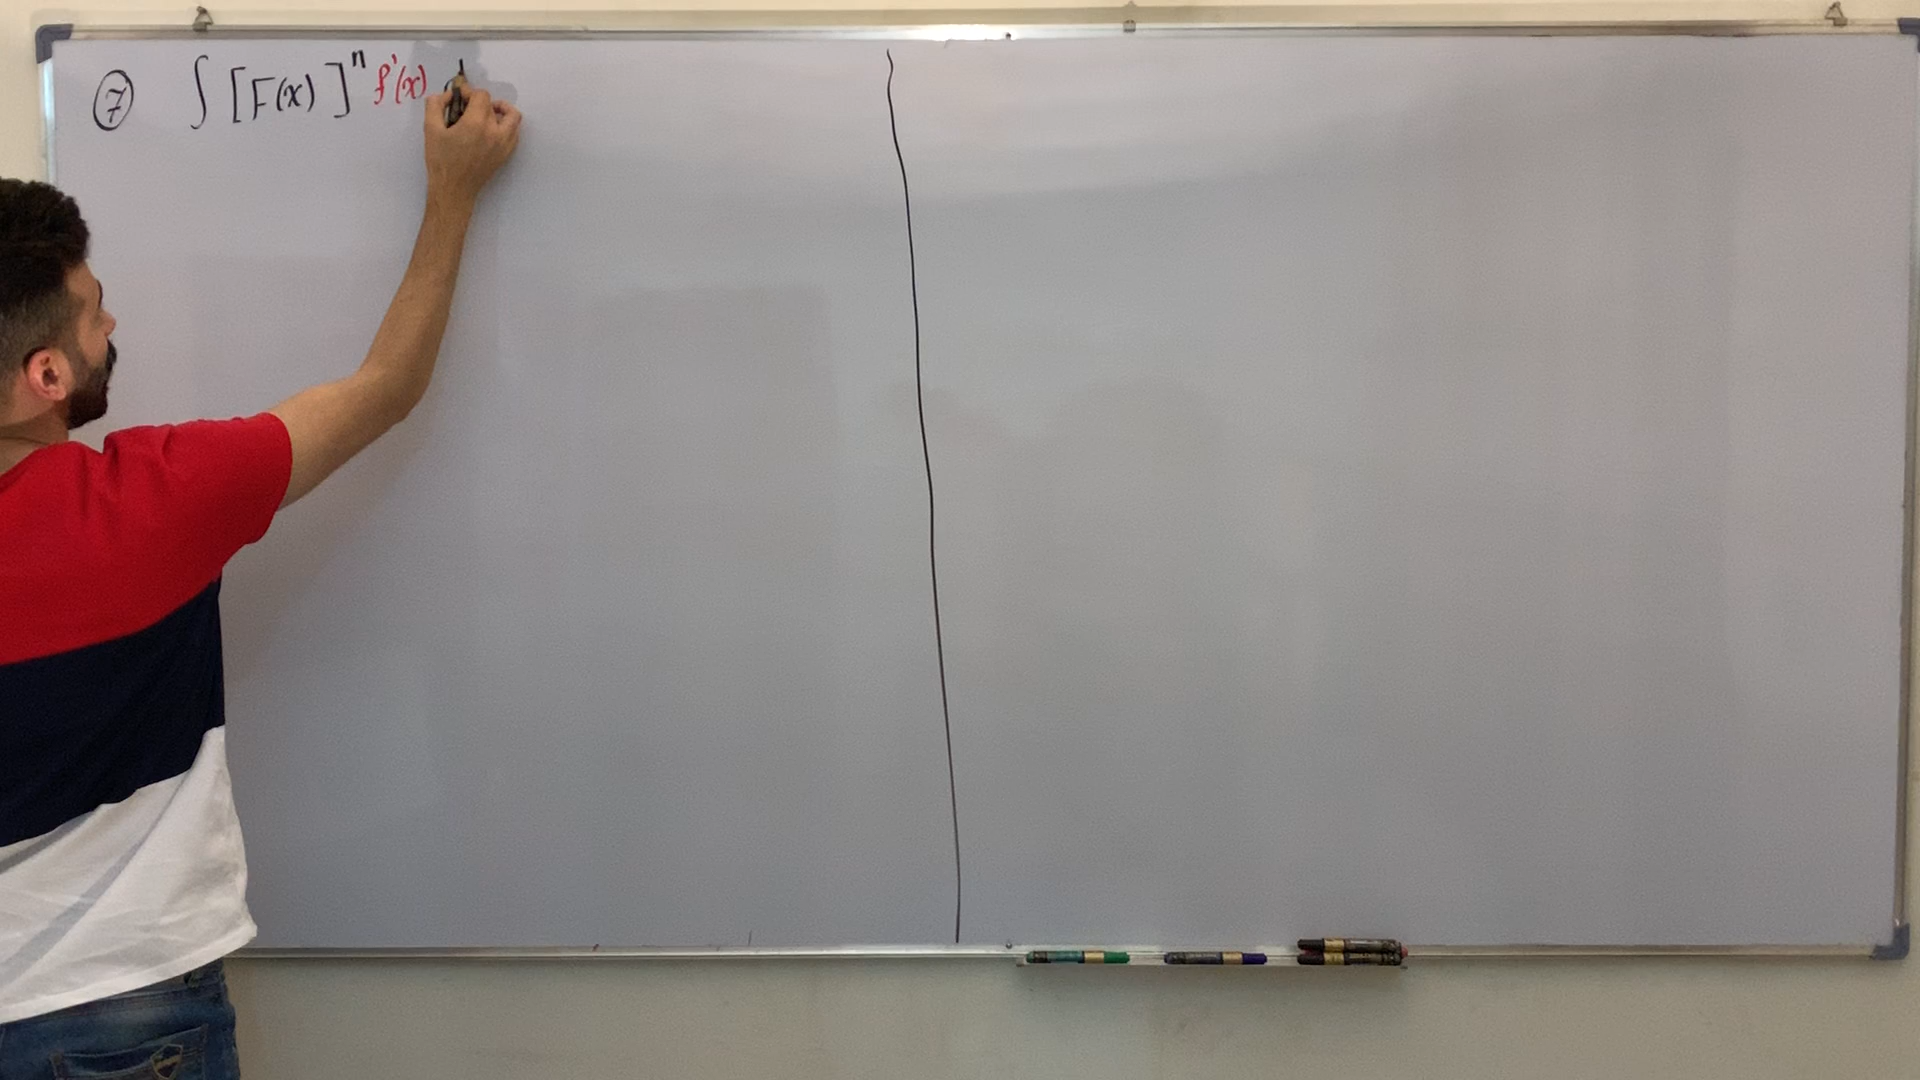 ⑦ ∫ [F(x)]ⁿ f'(x)